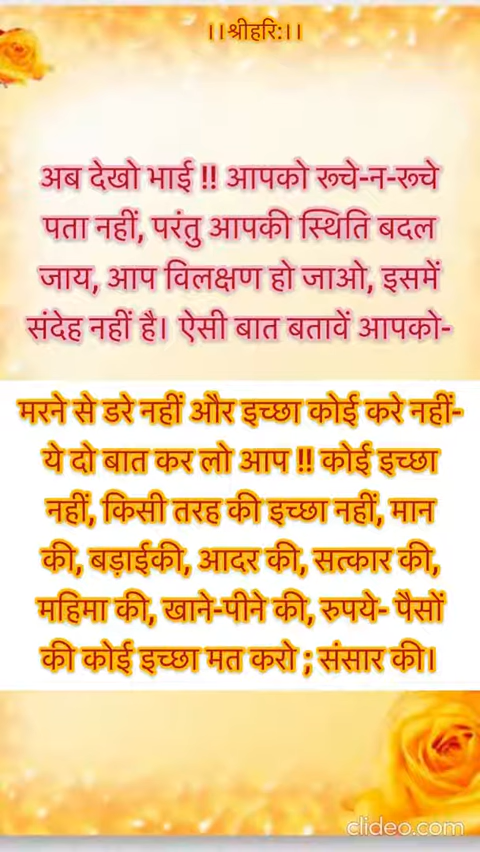 ।।श्रीहरि:।।
अब देखो भाई !! आपको रूचे-न-रूचे
पता नहीं, परंतु आपकी स्थिति बदल
जाय, आप विलक्षण हो जाओ, इसमें
संदेह नहीं है। ऐसी बात बतावें आपको-
मरने से डरे नहीं और इच्छा कोई करे नहीं-
ये दो बात कर लो आप !! कोई इच्छा
नहीं, किसी तरह की इच्छा नहीं, मान
की, बड़ाईकी, आदर की, सत्कार की,
महिमा की, खाने-पीने की, रुपये- पैसों
की कोई इच्छा मत करो ; संसार की।
clideo.com